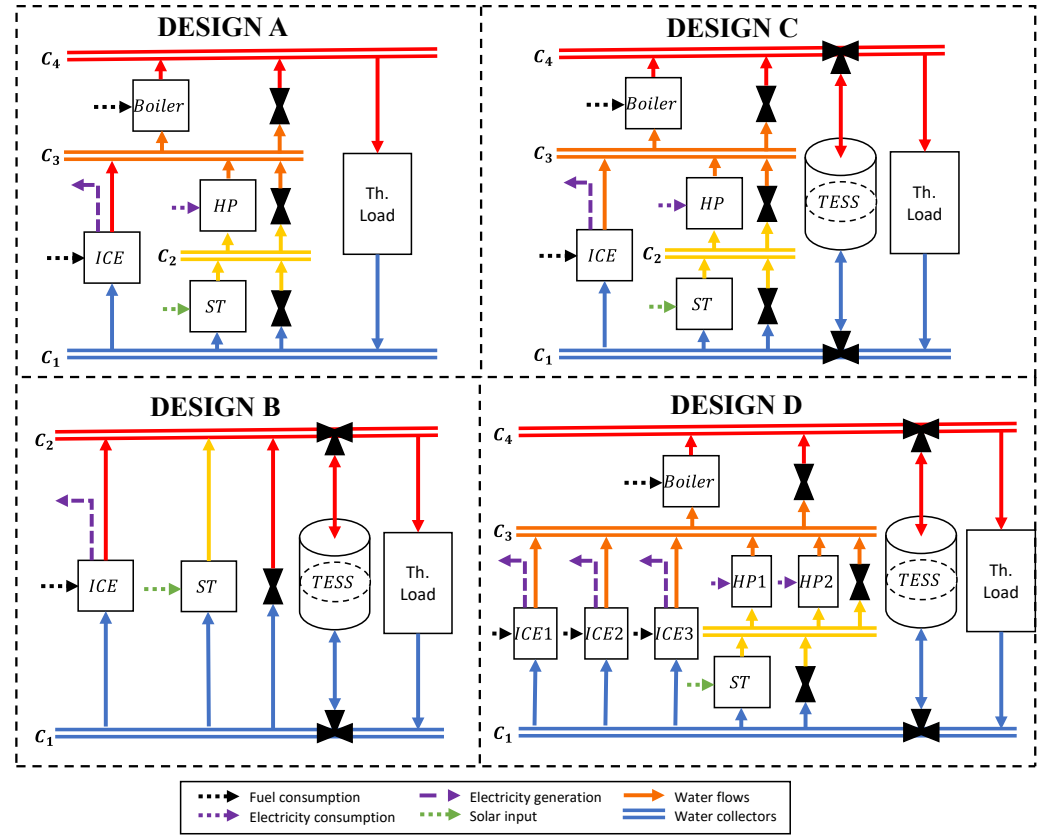 DESIGN A
C4
Boiler
C3
HP
Th.
Load
ICE
C2
ST
C1
DESIGN C
C4
Boiler
C3
HP
TESS
Th.
Load
ICE
C2
ST
C1
DESIGN B
C2
ICE
ST
TESS
Th.
Load
C1
DESIGN D
C4
Boiler
C3
HP1
HP2
TESS
Th.
Load
ICE1
ICE2
ICE3
ST
C1
Fuel consumption
Electricity generation
Water flows
Electricity consumption
Solar input
Water collectors